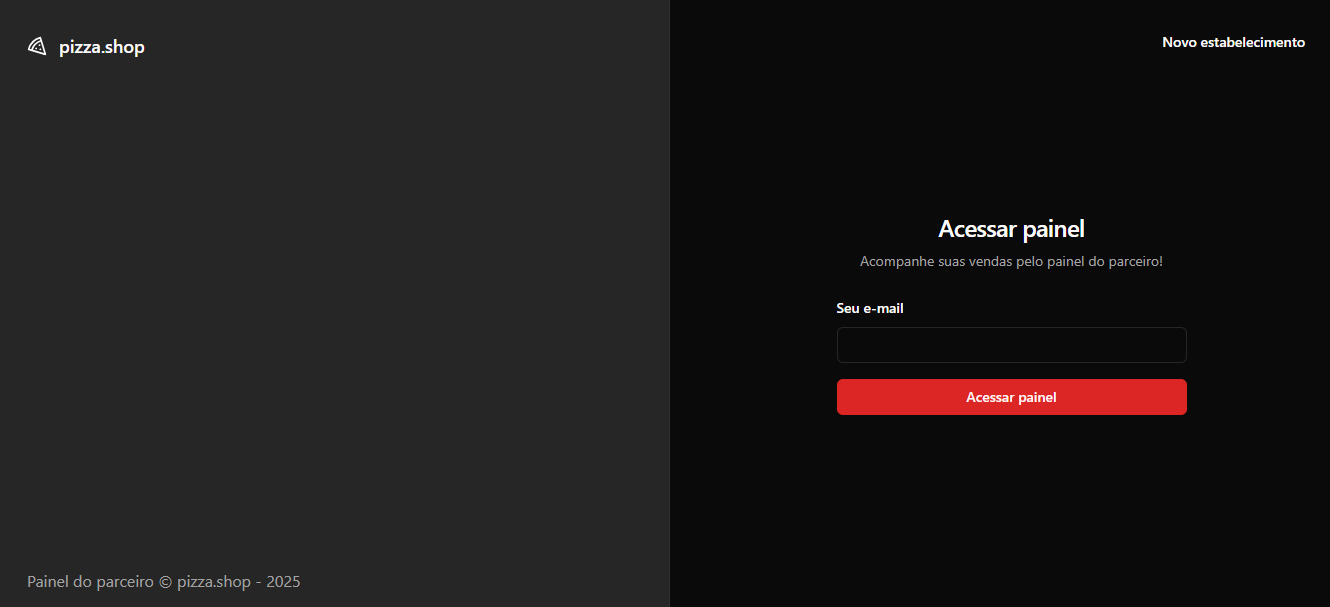 pizza.shop
Novo estabelecimento
Acessar painel
Acompanhe suas vendas pelo painel do parceiro!
Seu e-mail
Acessar painel
Painel do parceiro © pizza.shop - 2025